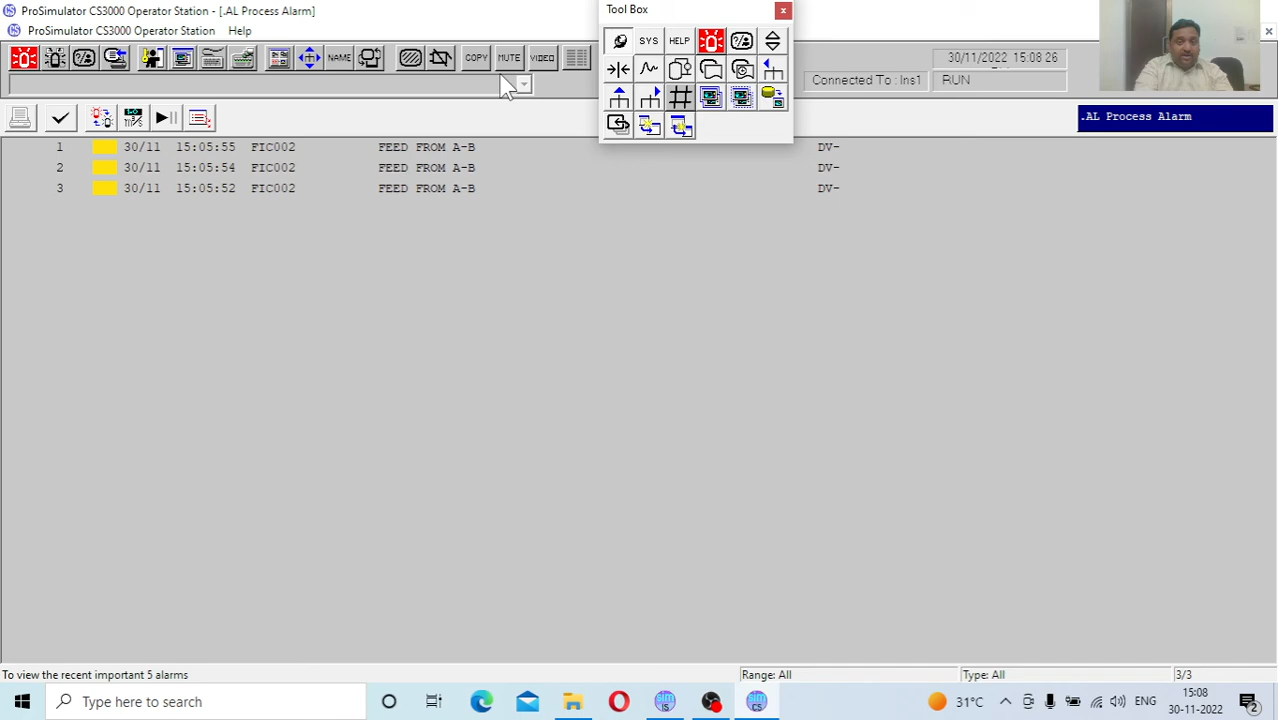 ProSimulator CS3000 Operator Station - [.AL Process Alarm]
Tool Box
ProSimulator CS3000 Operator Station Help
SYS HELP
NAME COPY MUTE VIDEO
30/11/2022 15:08:26
Connected To : Ins1 RUN
.AL Process Alarm
1 30/11 15:05:55 FIC002 FEED FROM A-B DV-
2 30/11 15:05:54 FIC002 FEED FROM A-B DV-
3 30/11 15:05:52 FIC002 FEED FROM A-B DV-
To view the recent important 5 alarms Range: All Type: All 3/3
Type here to search 31°C ENG 15:08
30-11-2022 2